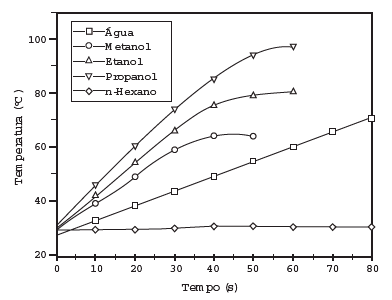 100
80
60
40
20
Temperatura (ºC)
Água
Metanol
Etanol
Propanol
n-Hexano
0 10 20 30 40 50 60 70 80
Tempo (s)